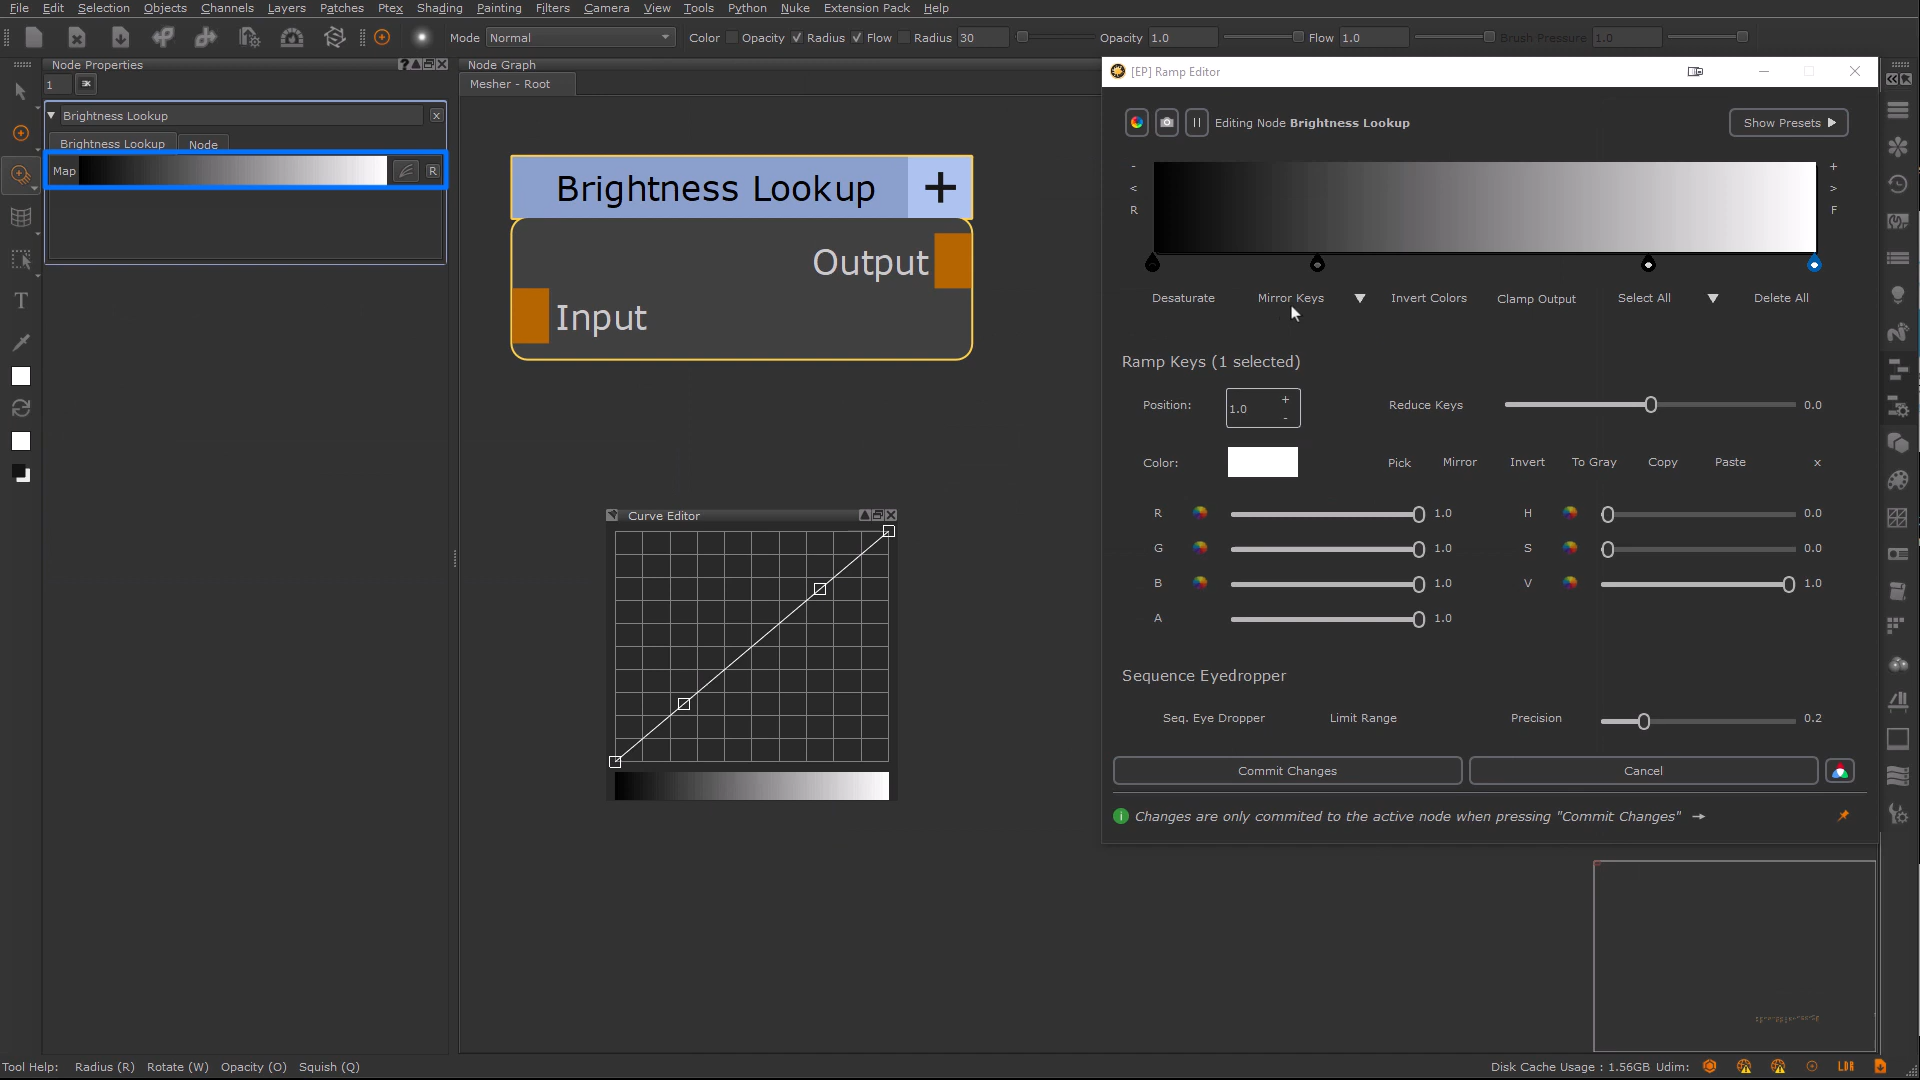 File Edit Selection Objects Channels Layers Patches Ptex Shading Painting Filters Camera View Tools Python Nuke Extension Pack Help
Mode Normal Color Opacity Radius Flow Radius 30 Opacity 1.0 Flow 1.0 Brush Pressure 1.0
Node Properties
Node Graph
1
Mesher - Root
Brightness Lookup x
Brightness Lookup Node
Map R
Brightness Lookup +
Output
Input
Curve Editor
[EP] Ramp Editor
Editing Node Brightness Lookup Show Presets
- +
< >
R F
Desaturate Mirror Keys Invert Colors Clamp Output Select All Delete All
Ramp Keys (1 selected)
Position: 1.0 + - Reduce Keys 0.0
Color: Pick Mirror Invert To Gray Copy Paste x
R 1.0 H 0.0
G 1.0 S 0.0
B 1.0 V 1.0
A 1.0
Sequence Eyedropper
Seq. Eye Dropper Limit Range Precision 0.2
Commit Changes Cancel
Changes are only commited to the active node when pressing "Commit Changes" →
T
Tool Help: Radius (R) Rotate (W) Opacity (O) Squish (Q)
Disk Cache Usage : 1.56GB Udim: LDR